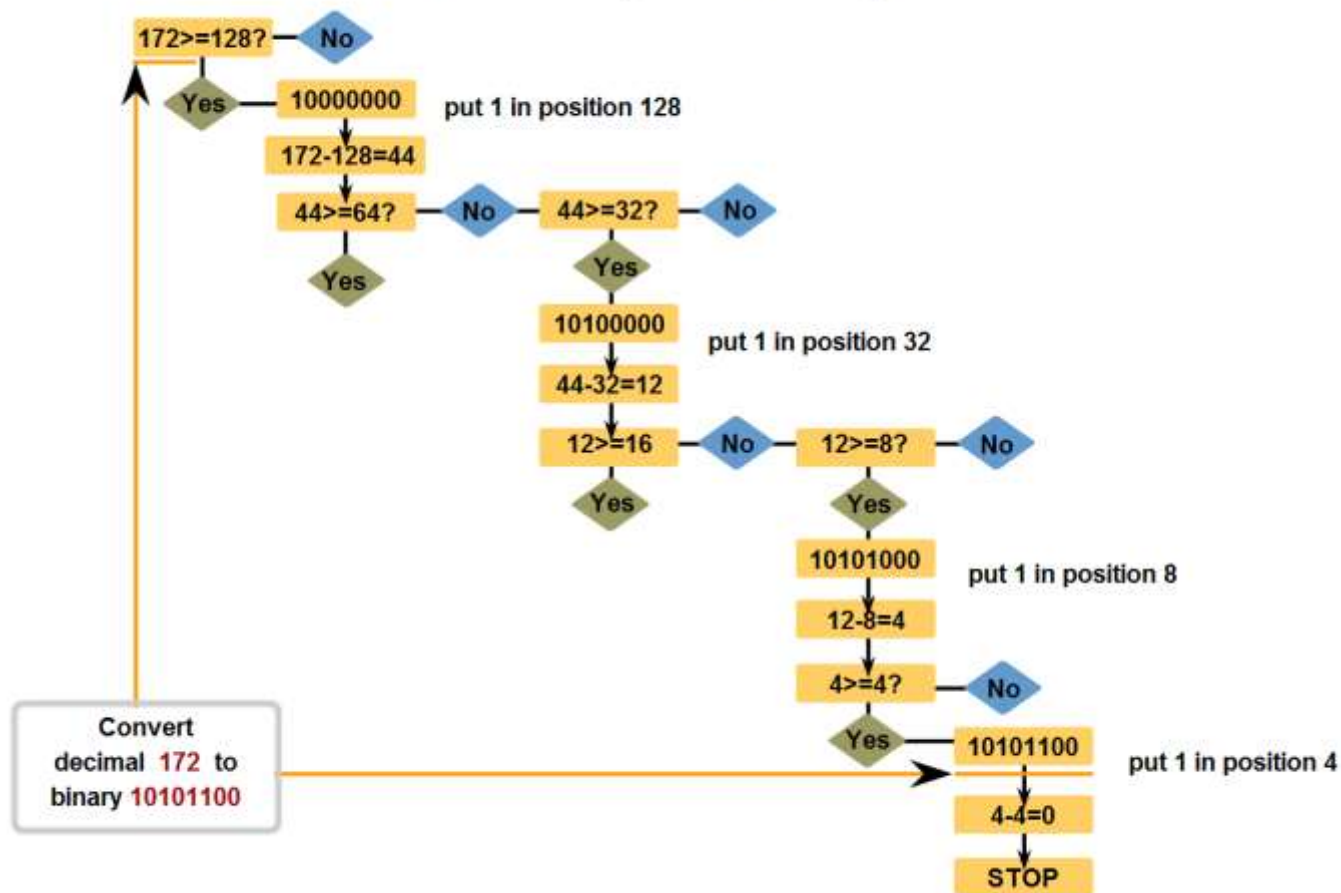 172>=128?
No
Yes
10000000
put 1 in position 128
172-128=44
44>=64?
No
44>=32?
No
Yes
Yes
10100000
put 1 in position 32
44-32=12
12>=16
No
12>=8?
No
Yes
Yes
10101000
put 1 in position 8
12-8=4
4>=4?
No
Yes
10101100
put 1 in position 4
4-4=0
STOP
Convert
decimal 172 to
binary 10101100